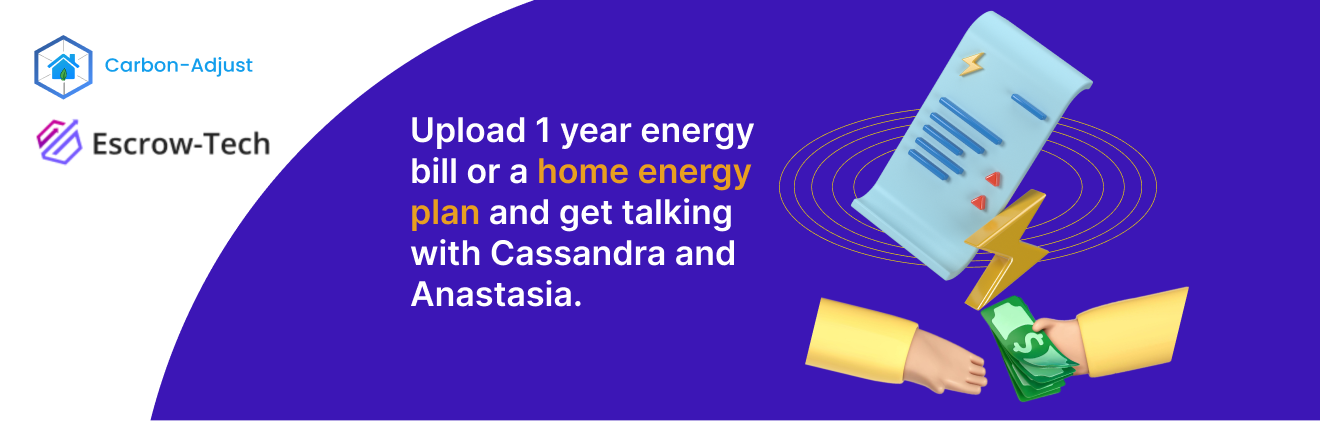 Carbon-Adjust
Escrow-Tech
Upload 1 year energy
bill or a home energy
plan and get talking
with Cassandra and
Anastasia.
$